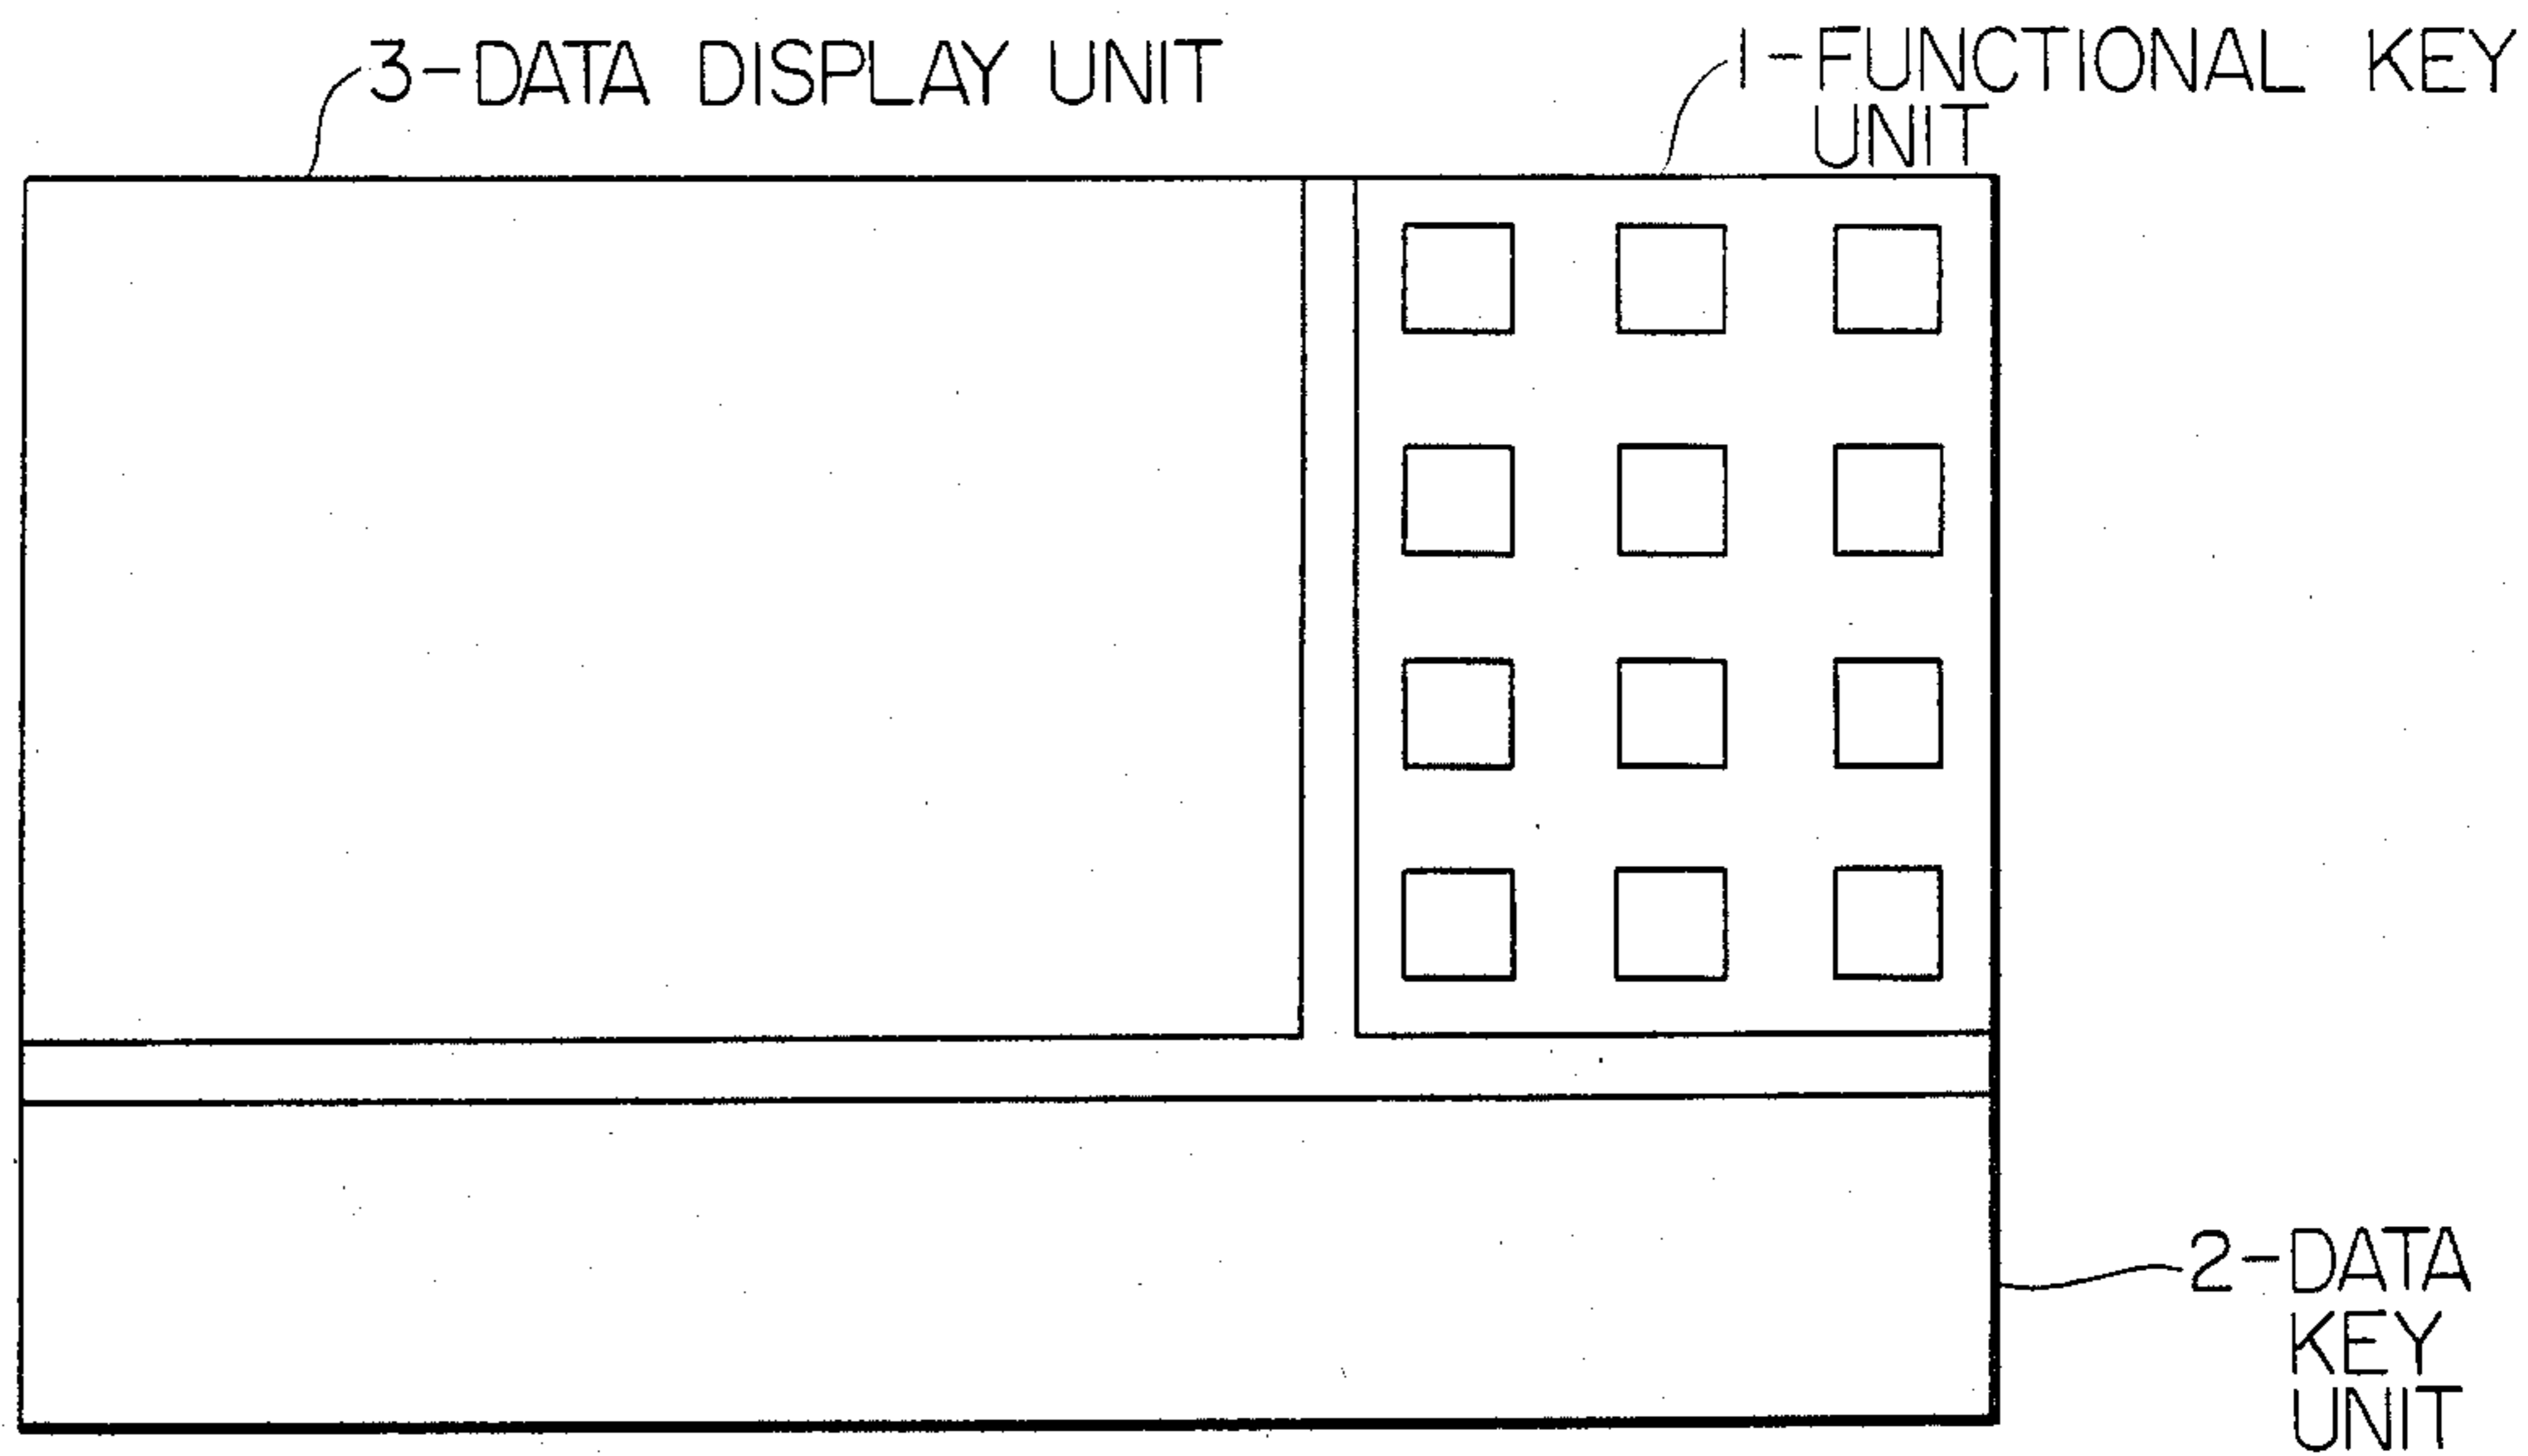 3-DATA DISPLAY UNIT
1-FUNCTIONAL KEY
UNIT
2-DATA
KEY
UNIT